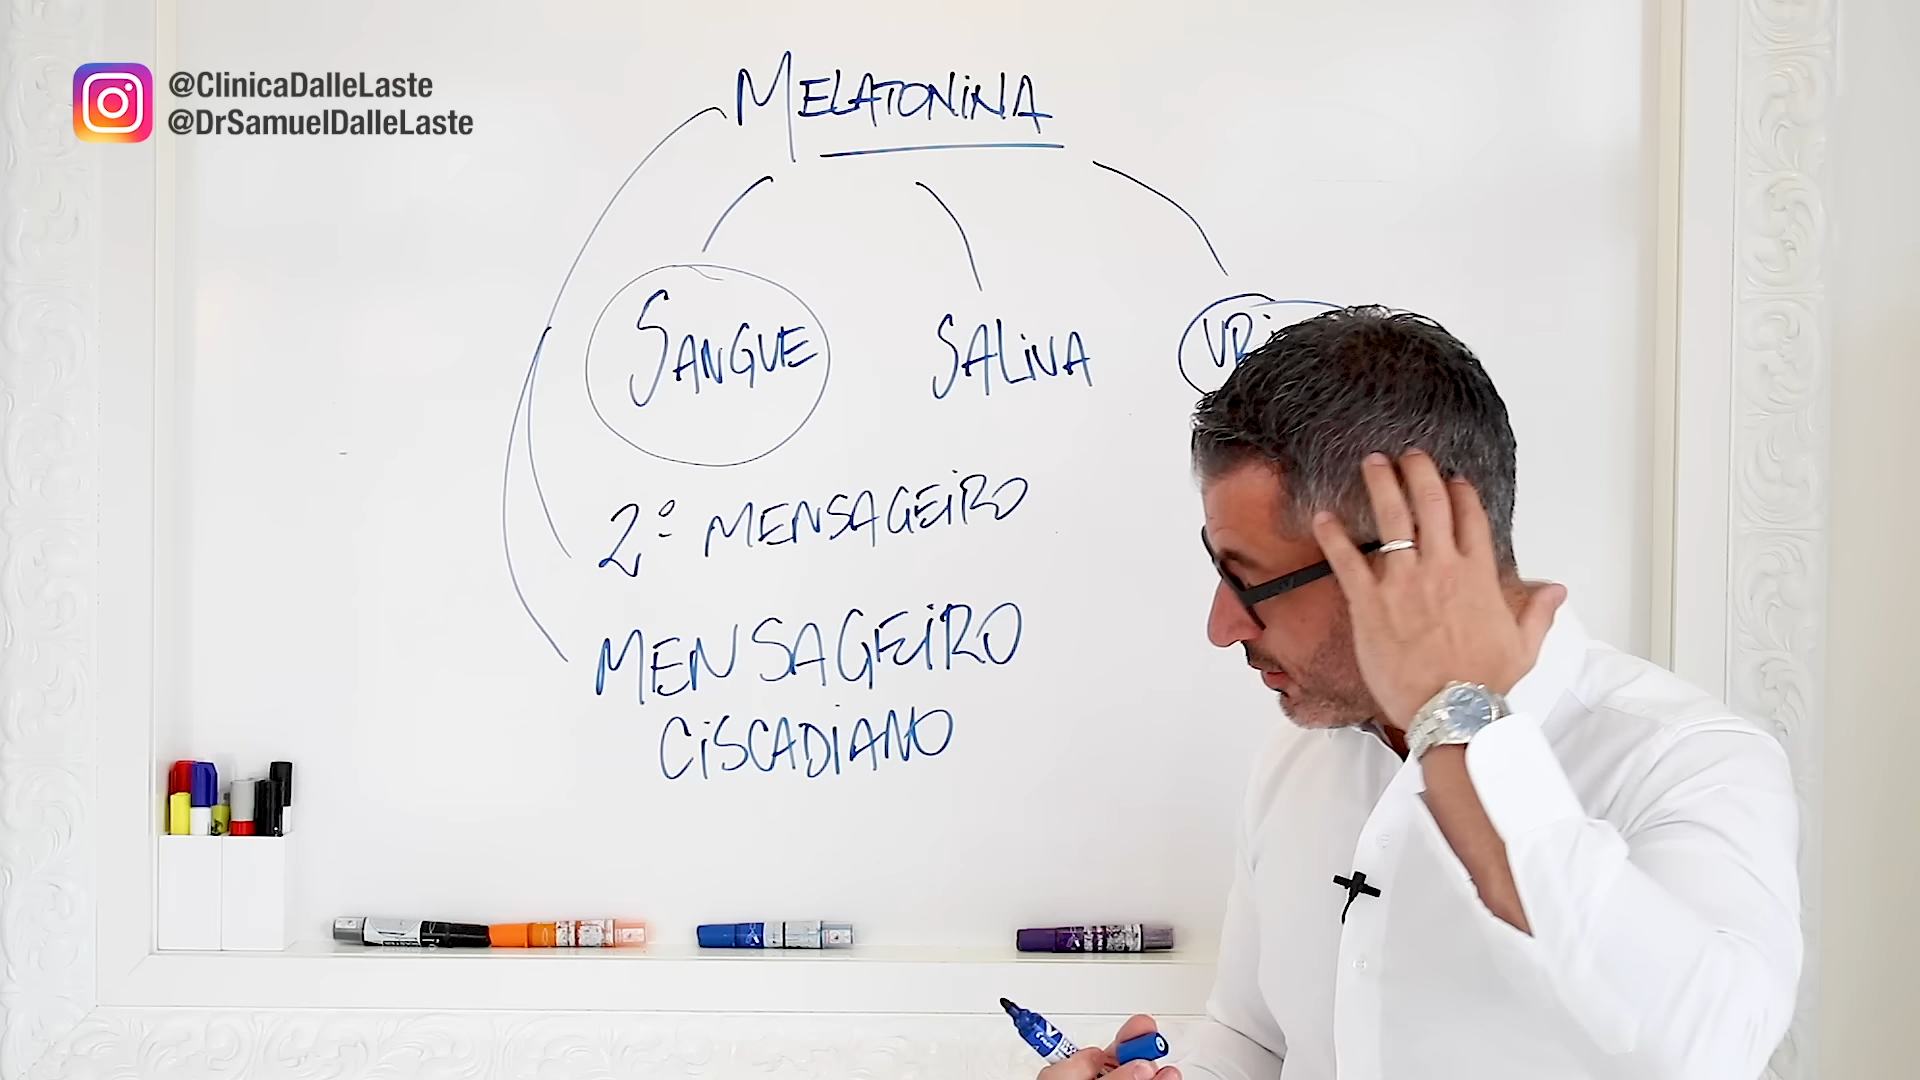 @ClinicaDalleLaste
@DrSamuelDalleLaste
MELATONINA
SANGUE SALIVA
2º MENSAGEIRO
MENSAGEIRO
CISCADIANO